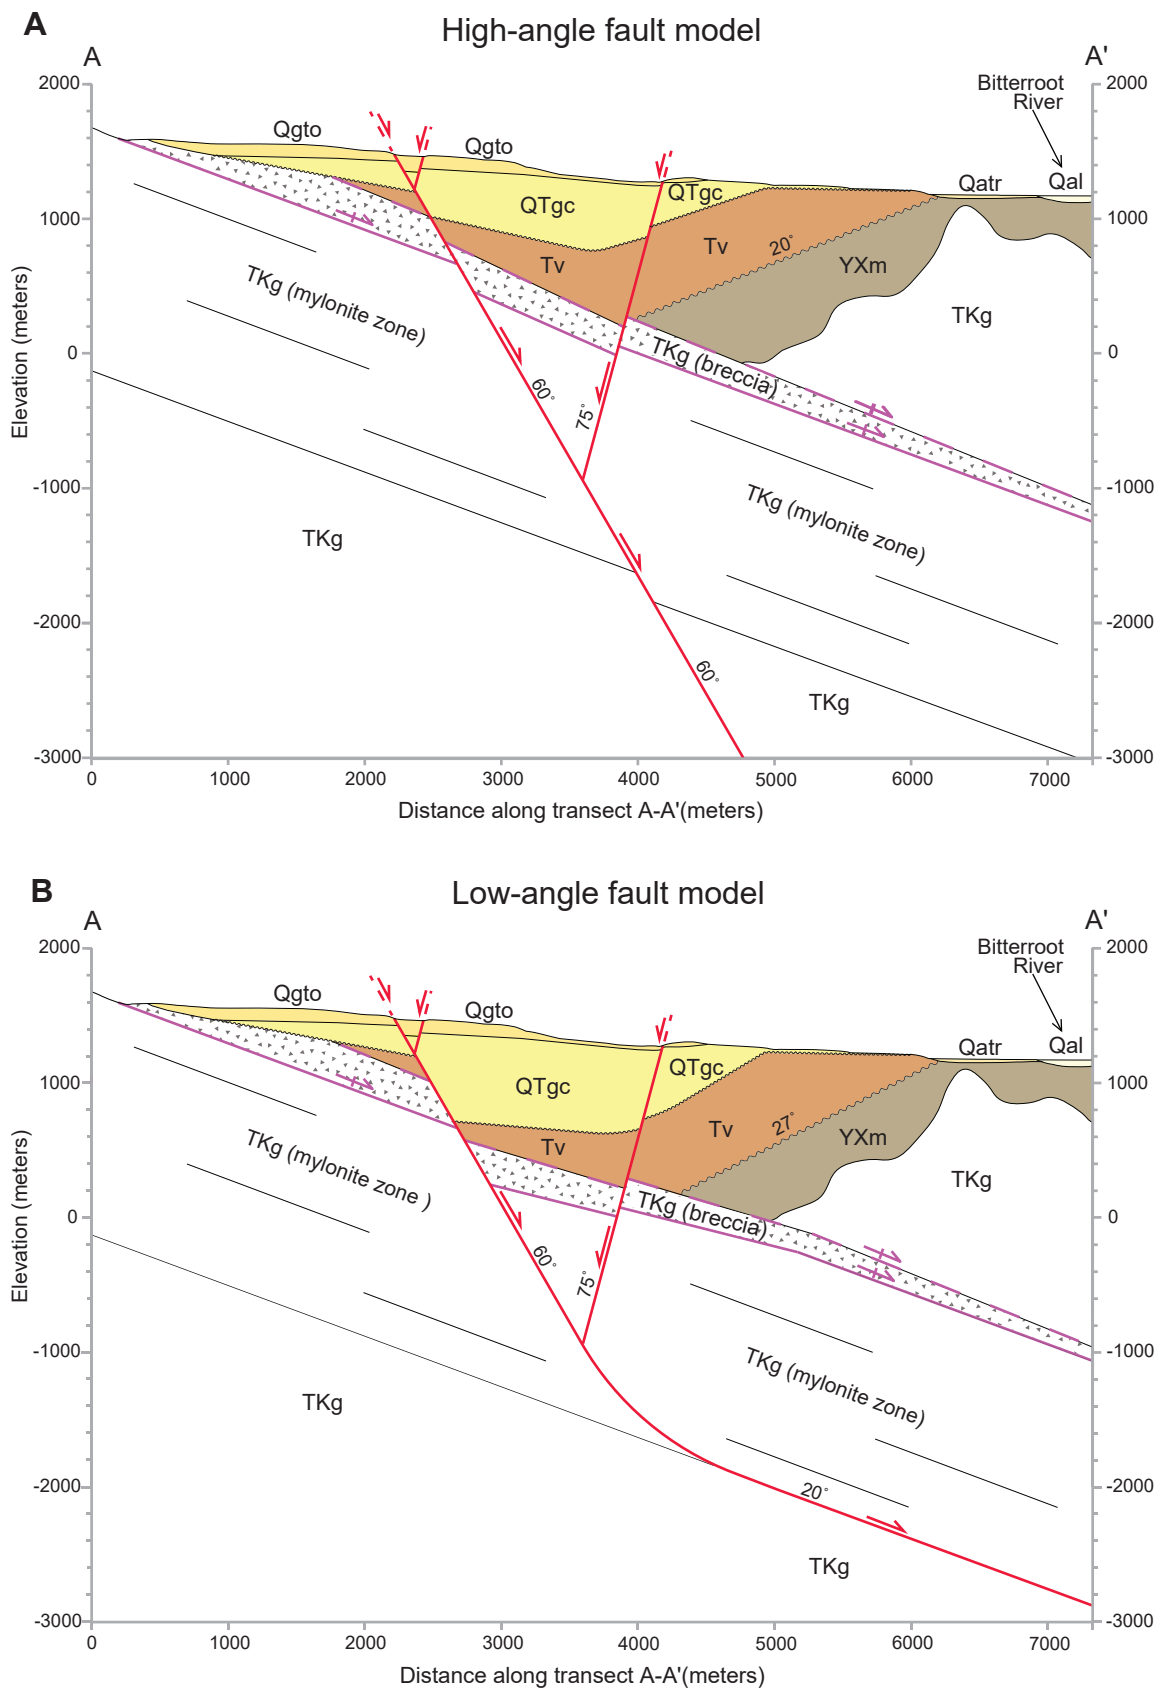 A
High-angle fault model
A
A'
2000
2000
Bitterroot
River
Qgto
Qgto
Qatr
Qal
QTgc
QTgc
1000
1000
Tv
20°
Tv
YXm
TKg (mylonite zone)
TKg
Elevation (meters)
0
0
TKg (breccia)
60°
75°
-1000
-1000
TKg (mylonite zone)
TKg
-2000
-2000
60°
TKg
-3000
-3000
0
1000
2000
3000
4000
5000
6000
7000
Distance along transect A-A'(meters)
B
Low-angle fault model
A
A'
2000
2000
Bitterroot
River
Qgto
Qgto
Qatr
Qal
QTgc
QTgc
1000
1000
Tv
27°
Tv
YXm
TKg (mylonite zone )
TKg
Elevation (meters)
TKg (breccia)
0
0
60°
75°
-1000
-1000
TKg (mylonite zone)
TKg
-2000
-2000
20°
TKg
-3000
-3000
0
1000
2000
3000
4000
5000
6000
7000
Distance along transect A-A'(meters)